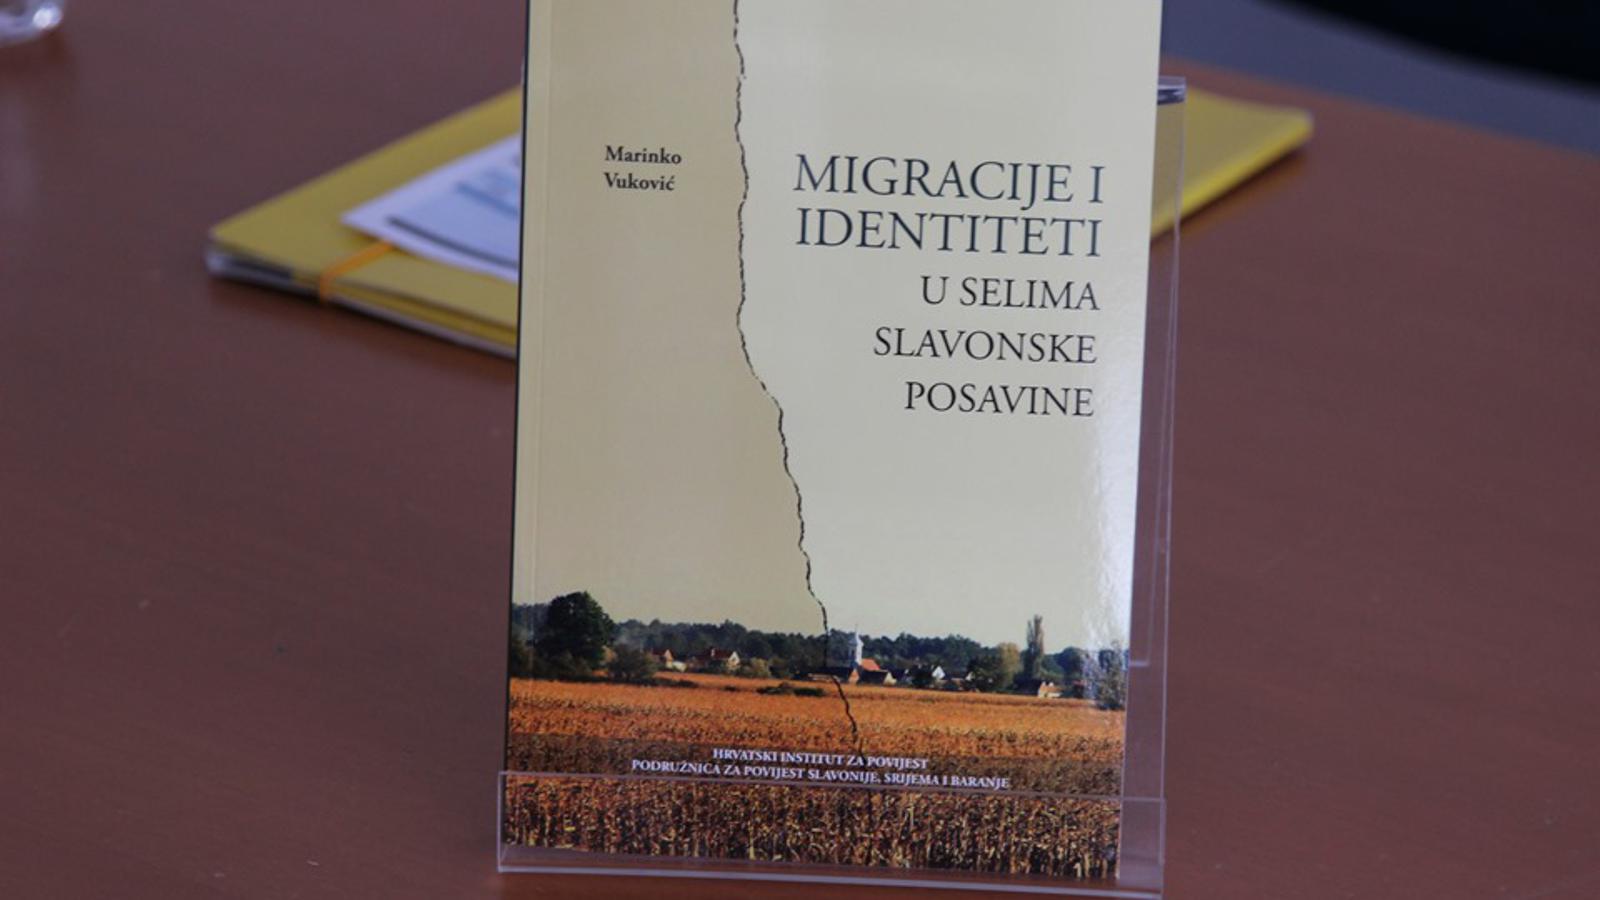 Marinko
Vuković
MIGRACIJE I
IDENTITETI
U SELIMA
SLAVONSKE
POSAVINE
HRVATSKI INSTITUT ZA POVIJEST
PODRUŽNICA ZA POVIJEST SLAVONIJE, SRIJEMA I BARANJE